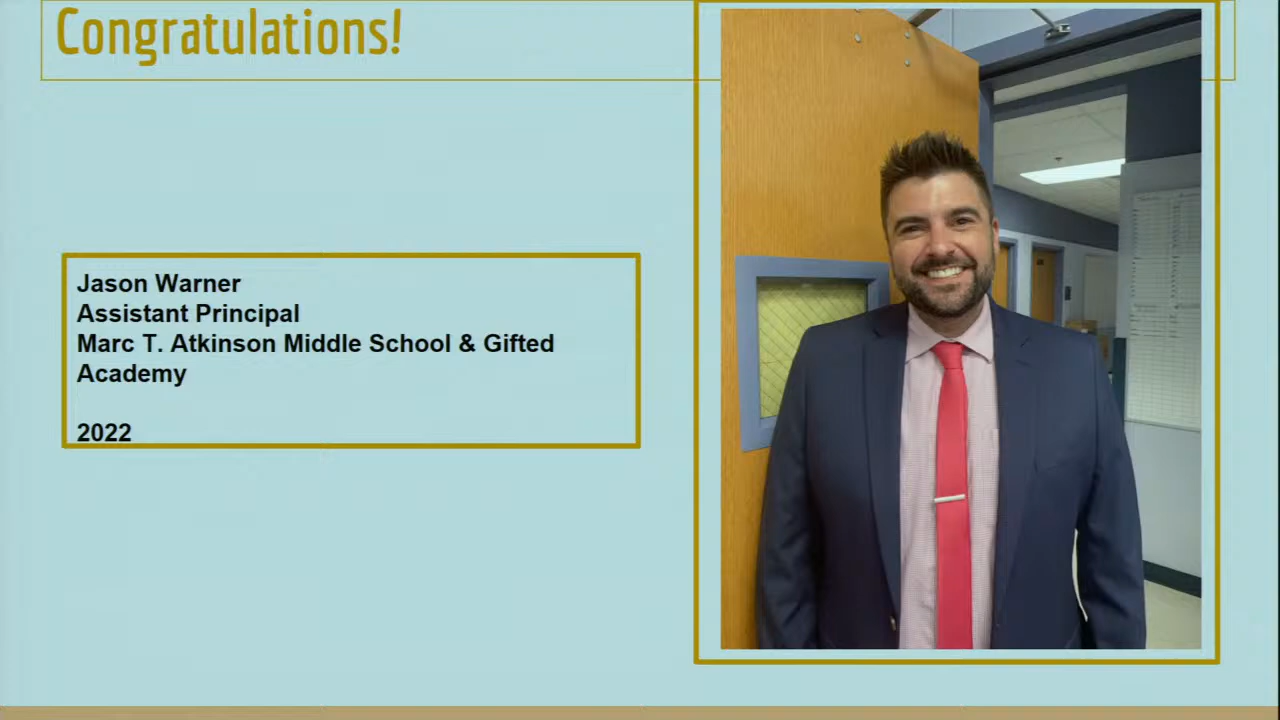 Congratulations!
Jason Warner
Assistant Principal
Marc T. Atkinson Middle School & Gifted
Academy
2022